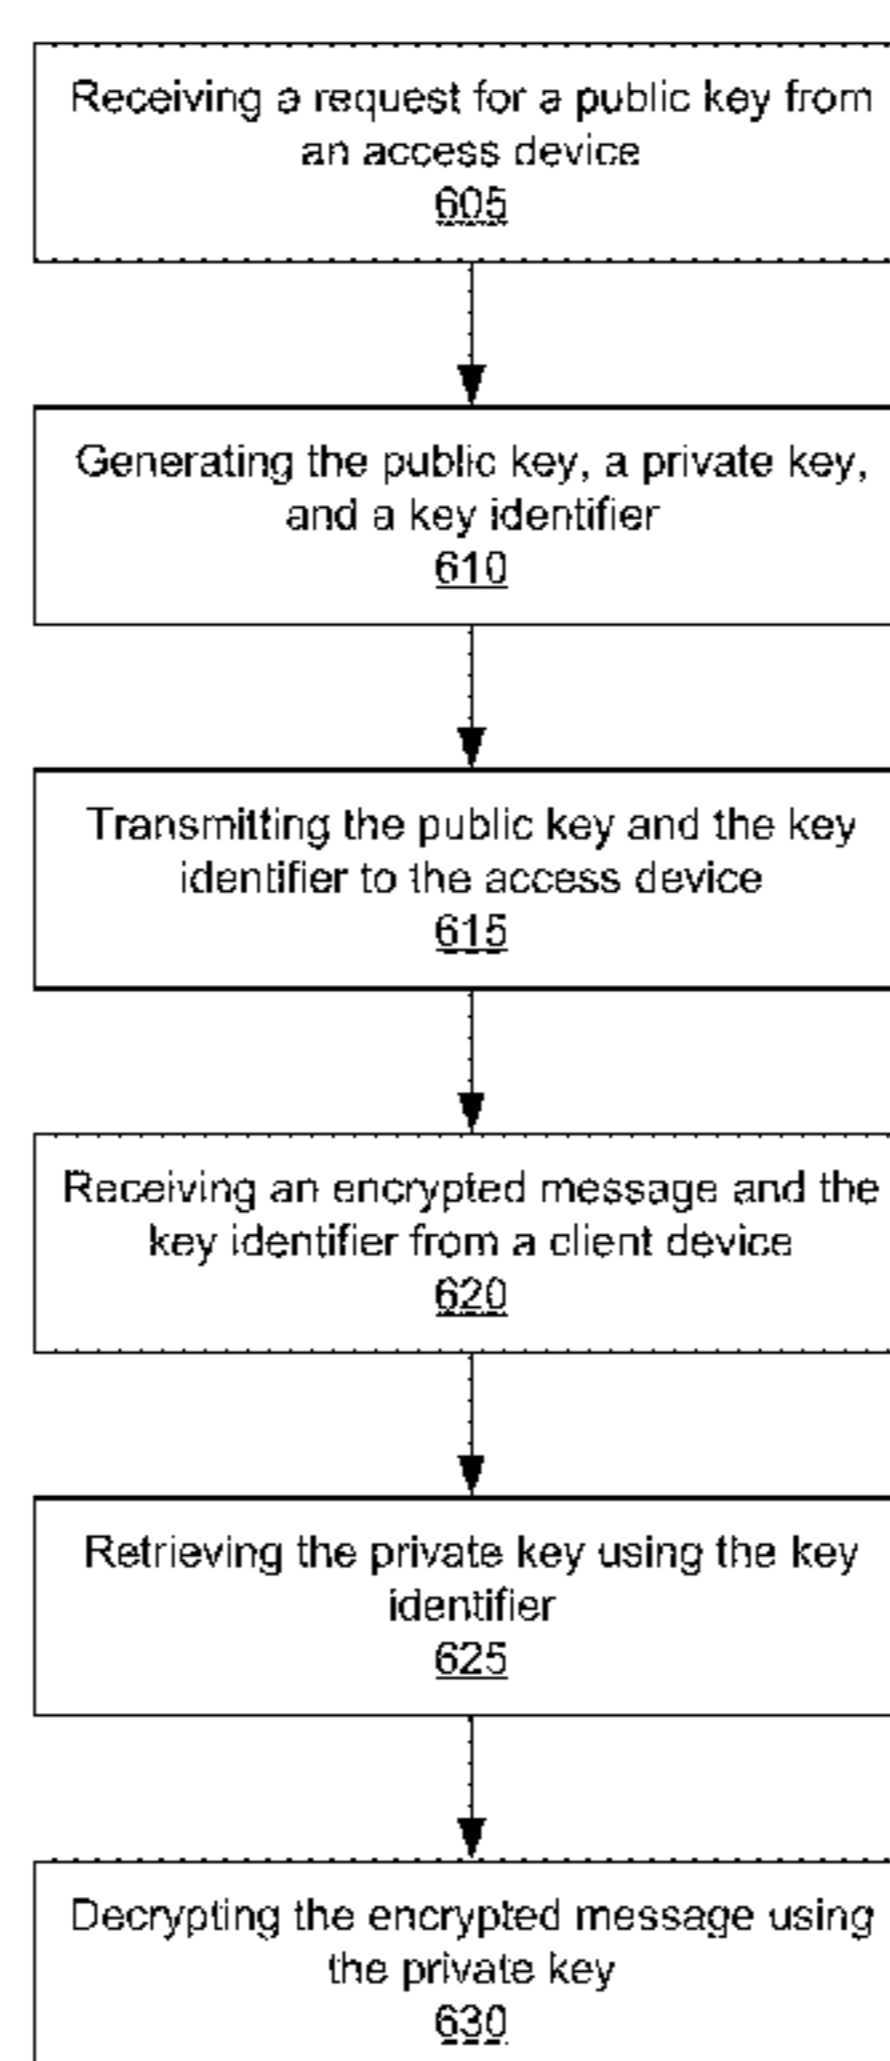 Receiving a request for a public key from
an access device
605
Generating the public key, a private key,
and a key identifier
610
Transmitting the public key and the key
identifier to the access device
615
Receiving an encrypted message and the
key identifier from a client device
620
Retrieving the private key using the key
identifier
625
Decrypting the encrypted message using
the private key
630